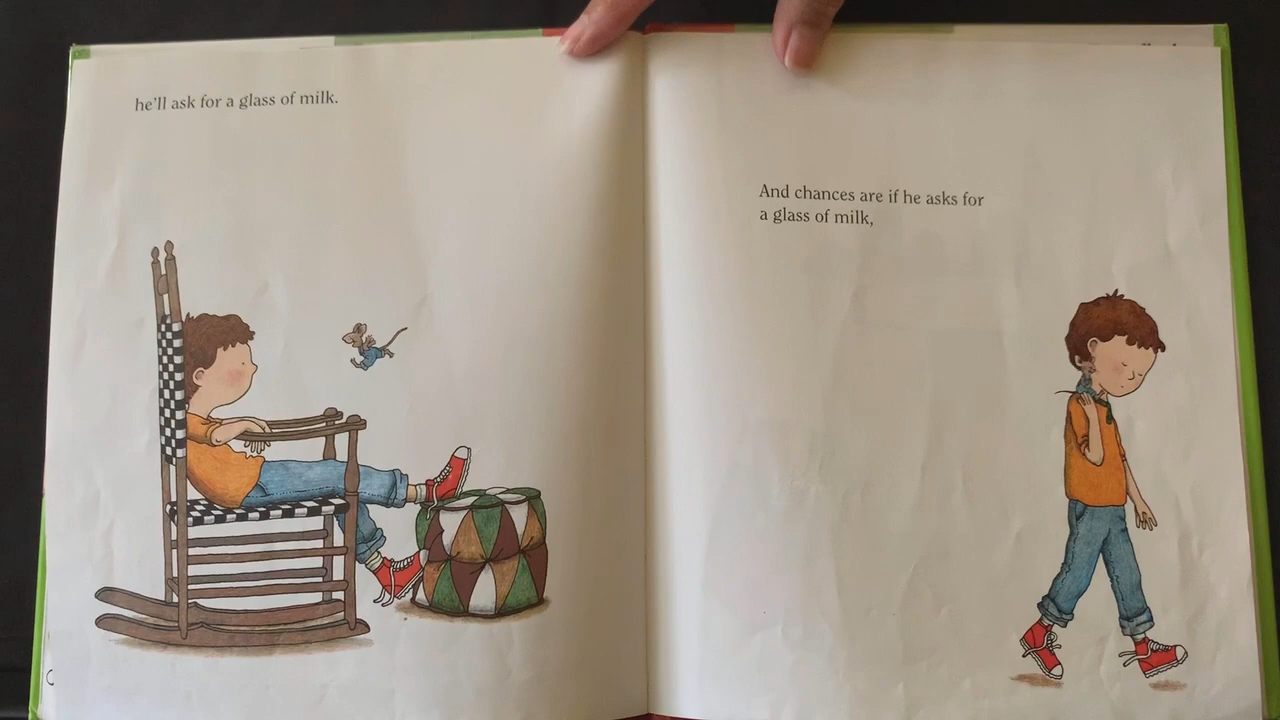 he'll ask for a glass of milk.
And chances are if he asks for
a glass of milk,